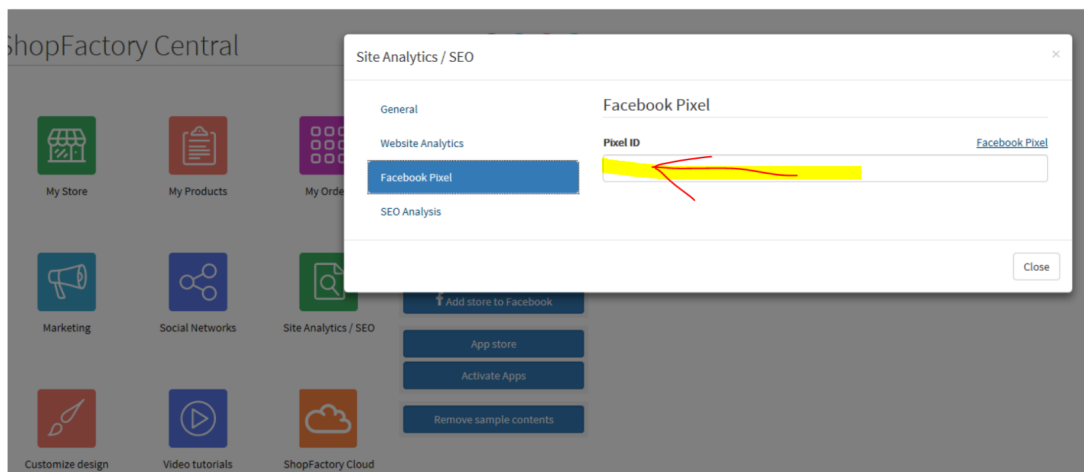 ShopFactory Central
Site Analytics / SEO
×
General
Website Analytics
Facebook Pixel
SEO Analysis
Facebook Pixel
Pixel ID
Facebook Pixel
Close
My Store
My Products
My Orde
Marketing
Social Networks
Site Analytics / SEO
f Add store to Facebook
App store
Activate Apps
Remove sample contents
Customize design
Video tutorials
ShopFactory Cloud